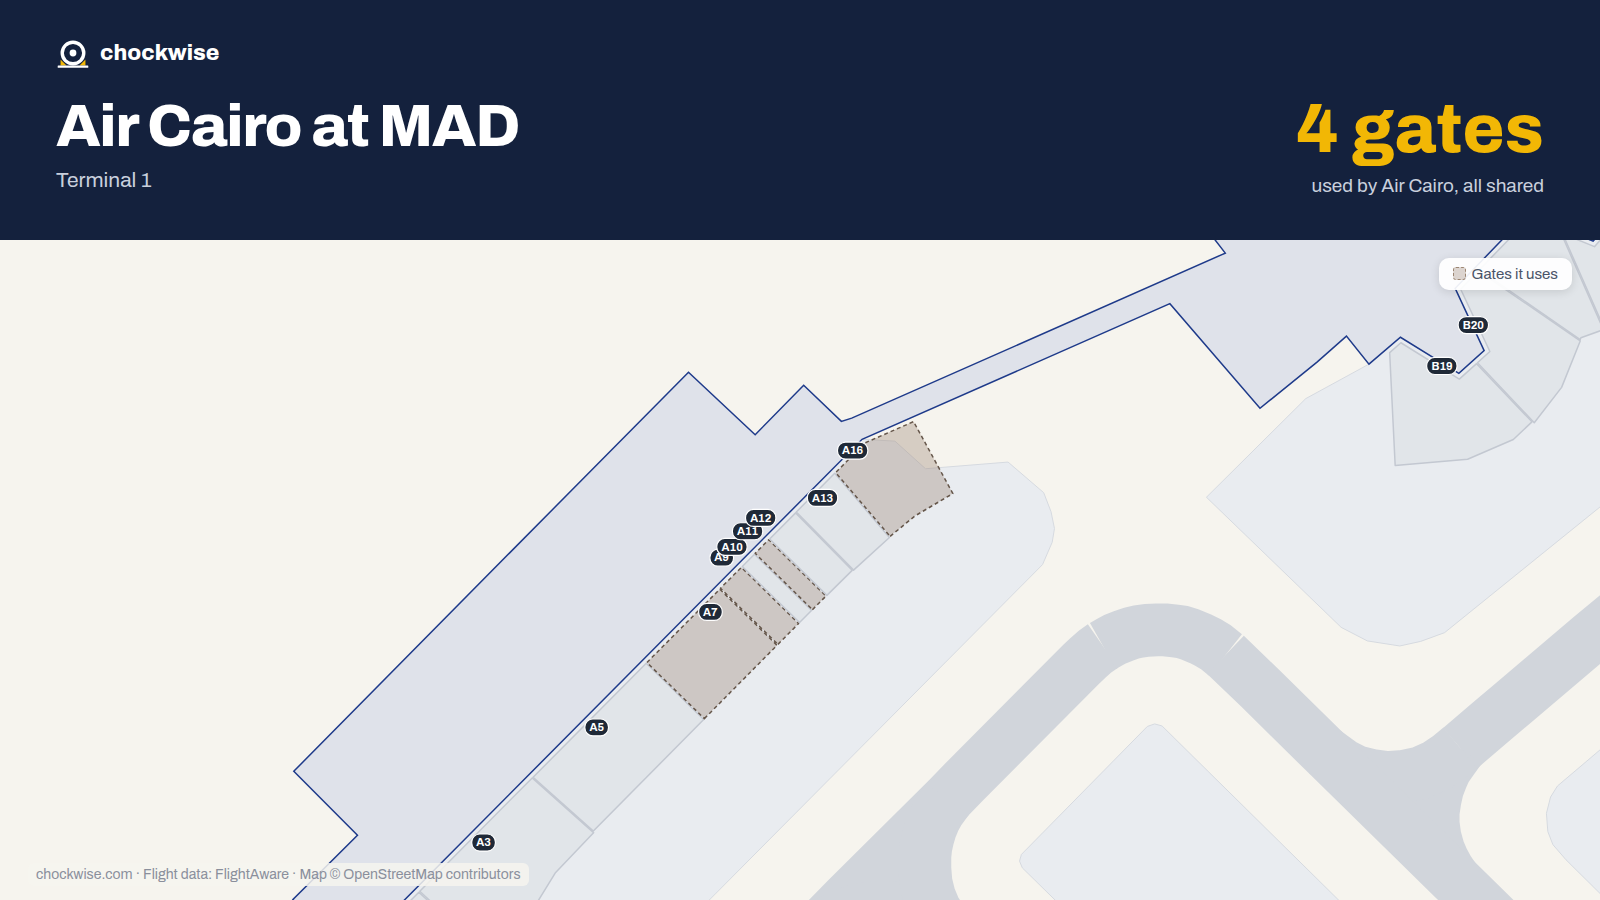 chockwise
Air Cairo at MAD
Terminal 1
4 gates
used by Air Cairo, all shared
Gates it uses
B20
B19
A16
A13
A12
A11
A10
A9
A7
A5
A3
chockwise.com · Flight data: FlightAware · Map © OpenStreetMap contributors